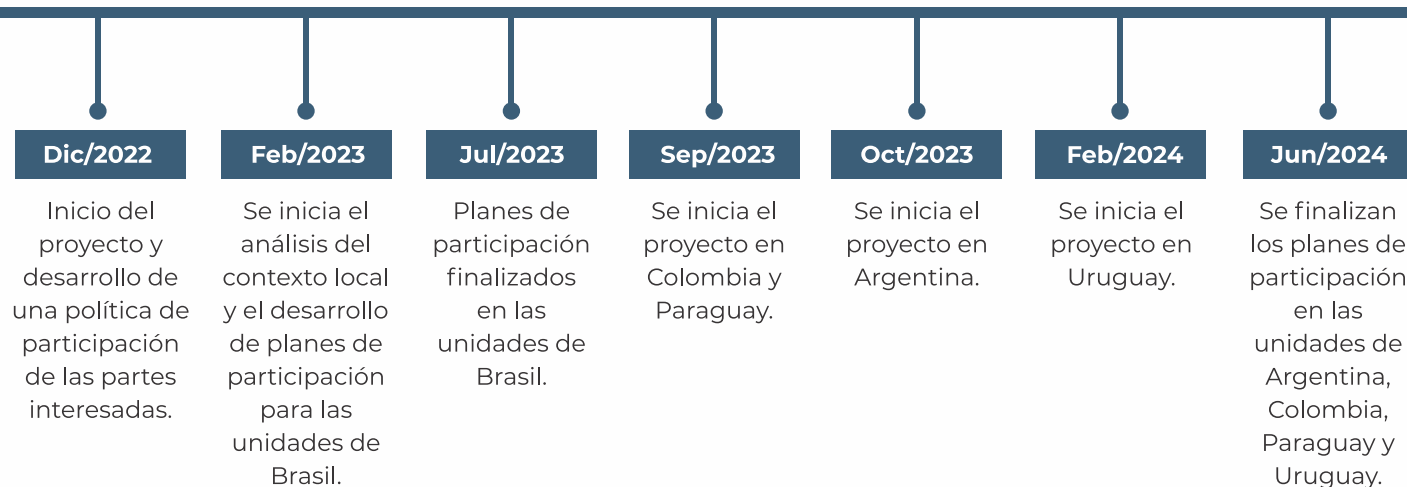 Dic/2022
Inicio del
proyecto y
desarrollo de
una política de
participación
de las partes
interesadas.
Feb/2023
Se inicia el
análisis del
contexto local
y el desarrollo
de planes de
participación
para las
unidades de
Brasil.
Jul/2023
Planes de
participación
finalizados
en las
unidades de
Brasil.
Sep/2023
Se inicia el
proyecto en
Colombia y
Paraguay.
Oct/2023
Se inicia el
proyecto en
Argentina.
Feb/2024
Se inicia el
proyecto en
Uruguay.
Jun/2024
Se finalizan
los planes de
participación
en las
unidades de
Argentina,
Colombia,
Paraguay y
Uruguay.